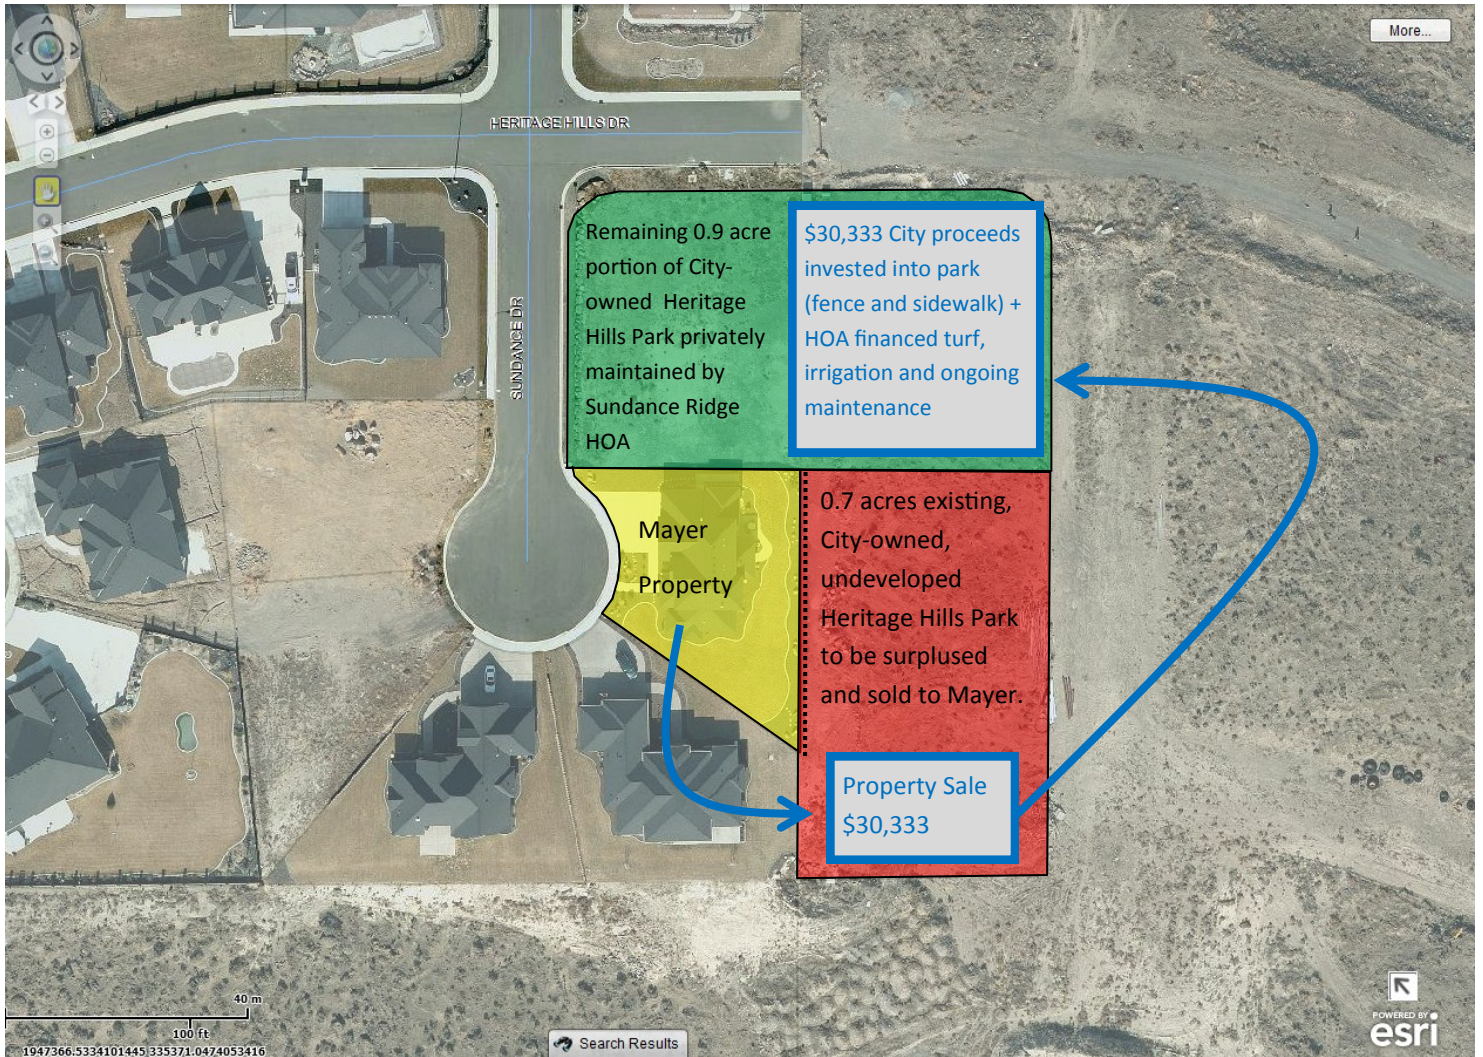 More...
HERITAGE HILLS DR
SUNDANCE DR
Remaining 0.9 acre
portion of City-
owned Heritage
Hills Park privately
maintained by
Sundance Ridge
HOA
$30,333 City proceeds
invested into park
(fence and sidewalk) +
HOA financed turf,
irrigation and ongoing
maintenance
Mayer
Property
0.7 acres existing,
City-owned,
undeveloped
Heritage Hills Park
to be surplused
and sold to Mayer.
Property Sale
$30,333
40 m
100 ft
1947366.5334101445 335371.0474053416
Search Results
POWERED BY
esri